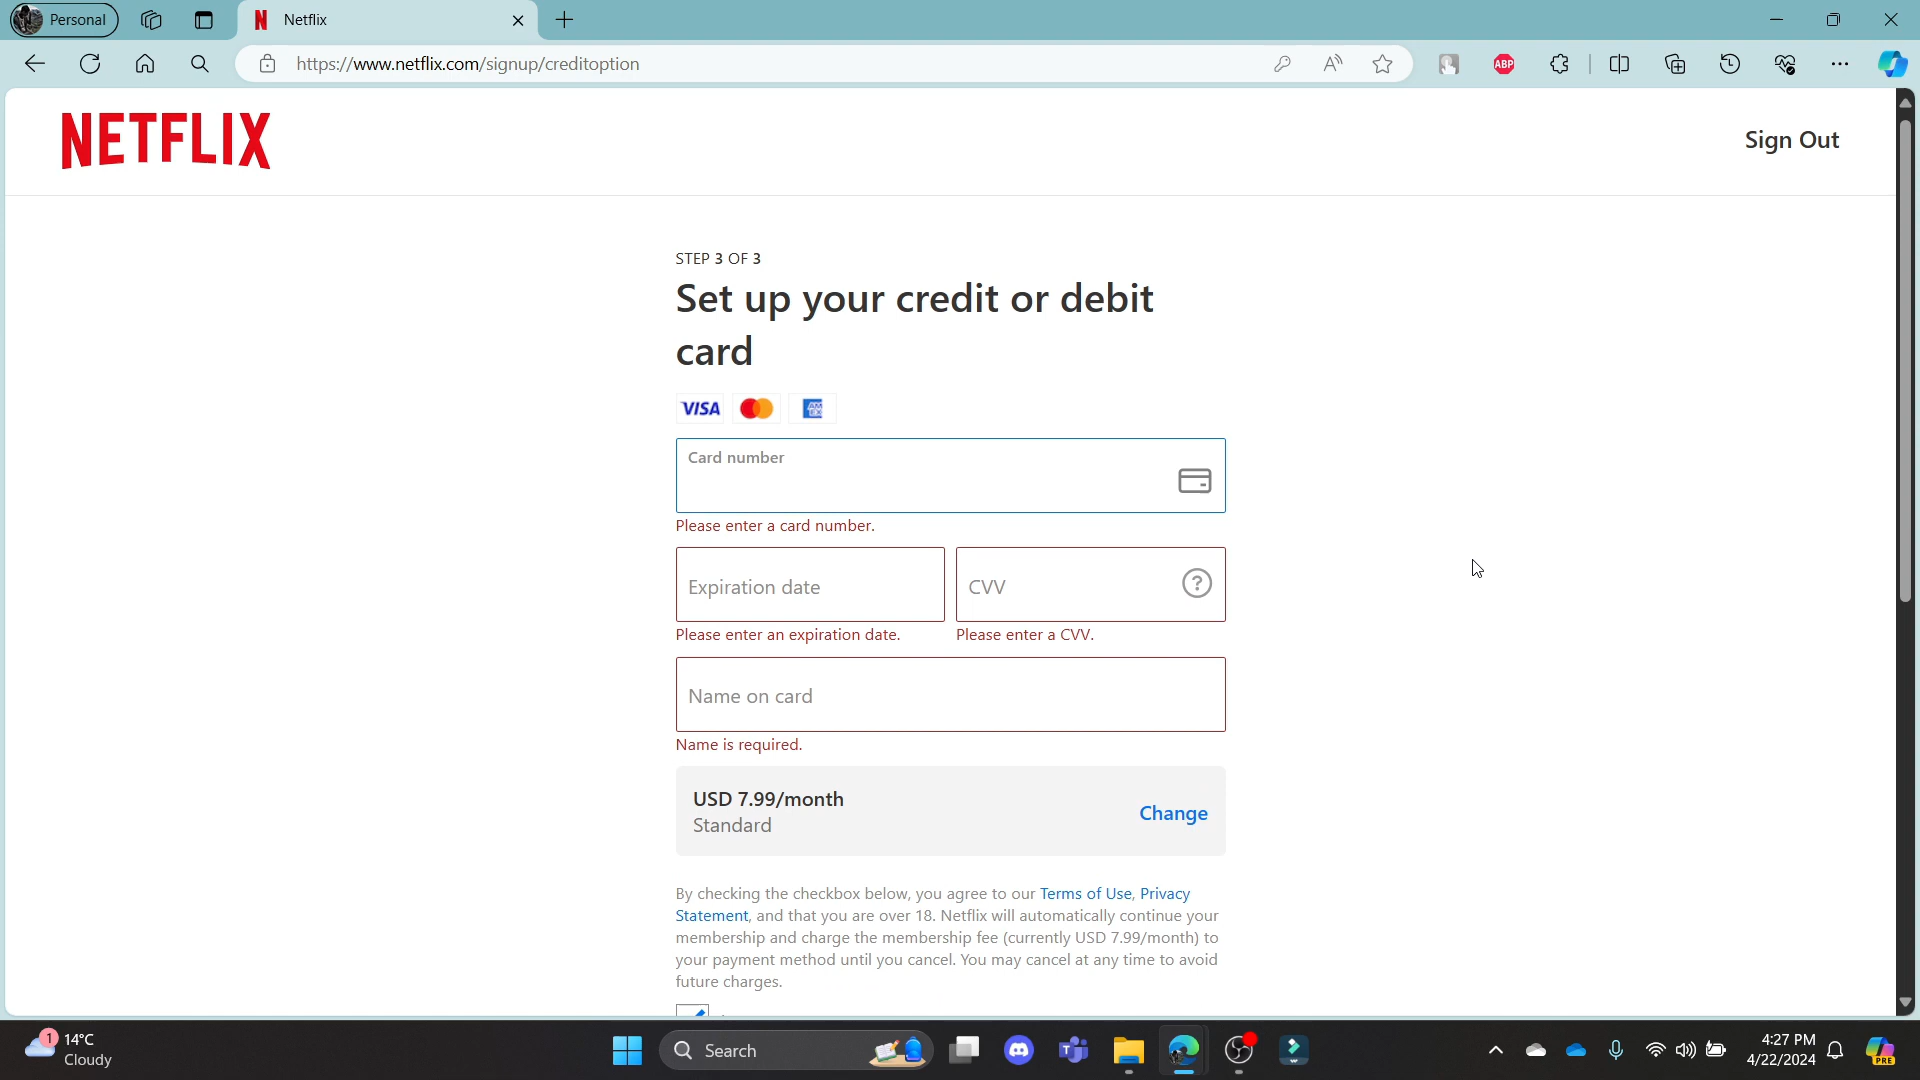 Personal
Netflix
https://www.netflix.com/signup/creditoption
ABP
NETFLIX
Sign Out
STEP 3 OF 3
Set up your credit or debit
card
VISA
AM
EX
Card number
Please enter a card number.
Expiration date
CVV
Please enter an expiration date.
Please enter a CVV.
Name on card
Name is required.
USD 7.99/month
Standard
Change
By checking the checkbox below, you agree to our Terms of Use, Privacy
Statement, and that you are over 18. Netflix will automatically continue your
membership and charge the membership fee (currently USD 7.99/month) to
your payment method until you cancel. You may cancel at any time to avoid
future charges.
1
14°C
Cloudy
Search
4:27 PM
4/22/2024
PRE